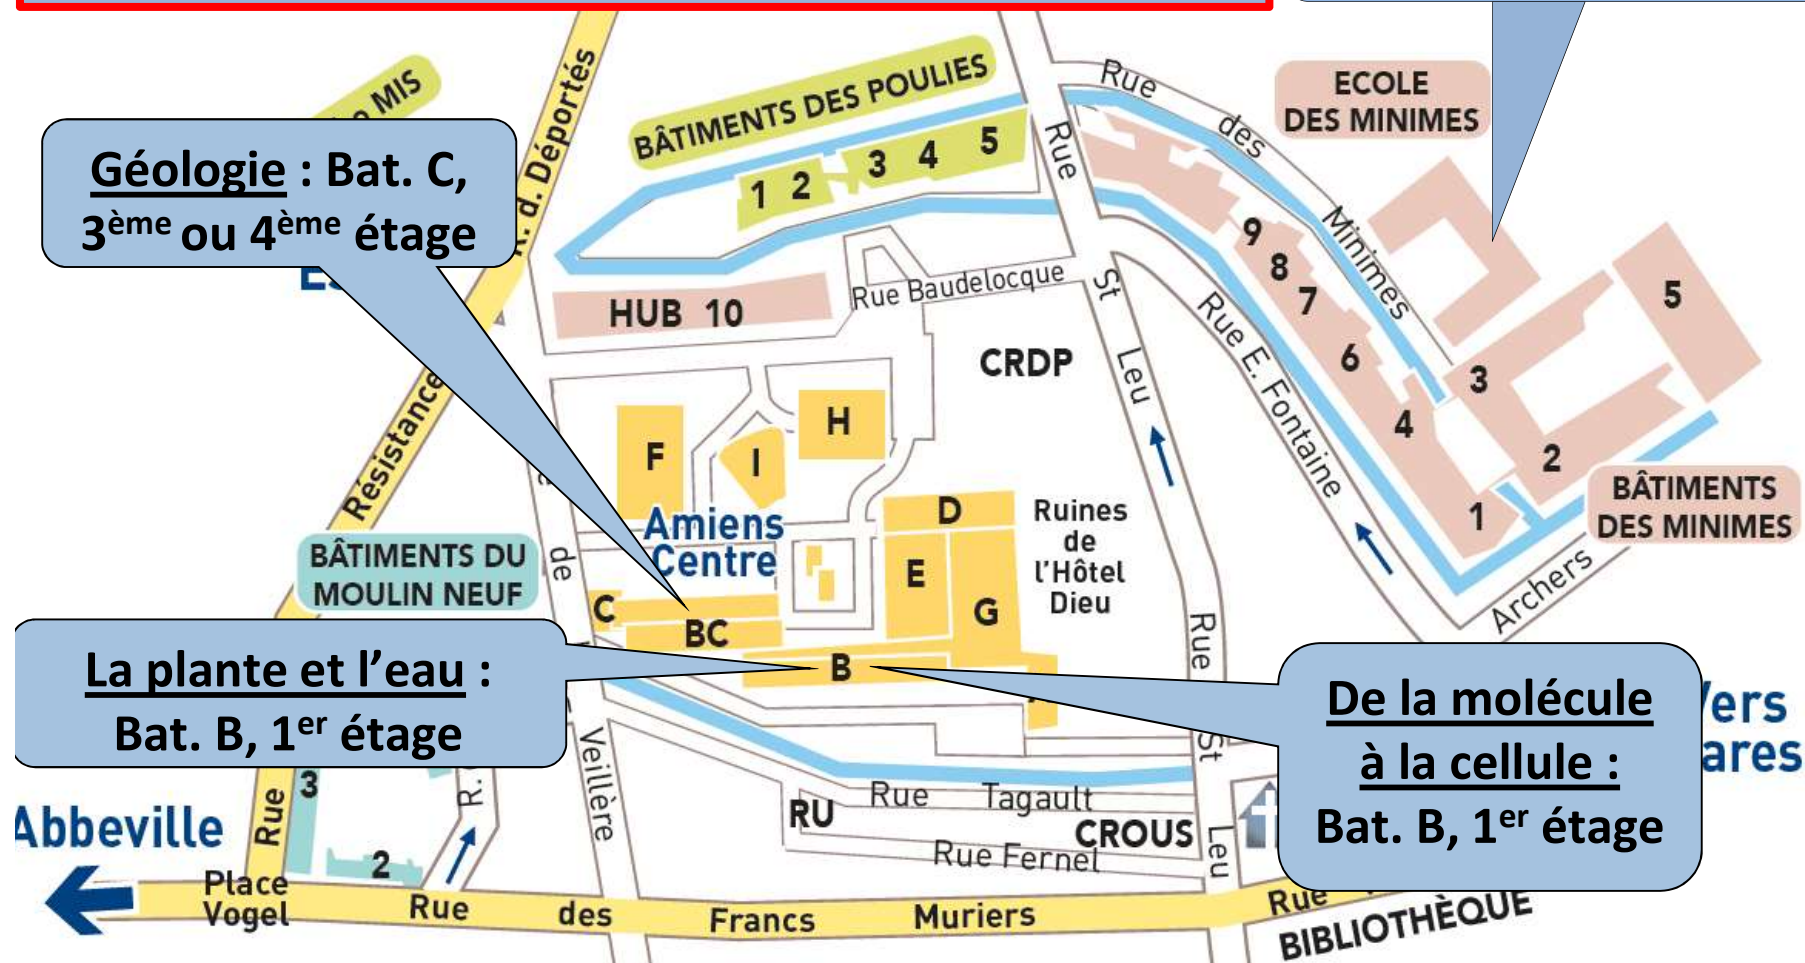 MIS
R. d. Déportés
BÂTIMENTS DES POULIES
1 2 3 4 5
Rue des Minimes
ECOLE
DES MINIMES
Géologie : Bat. C,
3ème ou 4ème étage
Rue St Leu
HUB 10
Rue Baudelocque
9
8
7
6
4
1
3
2
5
Rue E. Fontaine
CRDP
Résistance
F
I
H
Amiens
Centre
D
E
G
Ruines
de
l'Hôtel
Dieu
BÂTIMENTS
DES MINIMES
BÂTIMENTS DU
MOULIN NEUF
de
C
BC
B
Archers
La plante et l'eau :
Bat. B, 1er étage
De la molécule
à la cellule :
Bat. B, 1er étage
Rue St Leu
ares
Veillère
3
2
R.
Rue
Abbeville
RU
Rue Tagault
CROUS
Rue Fernel
Place
Vogel
Rue des Francs Muriers
Rue
BIBLIOTHÈQUE